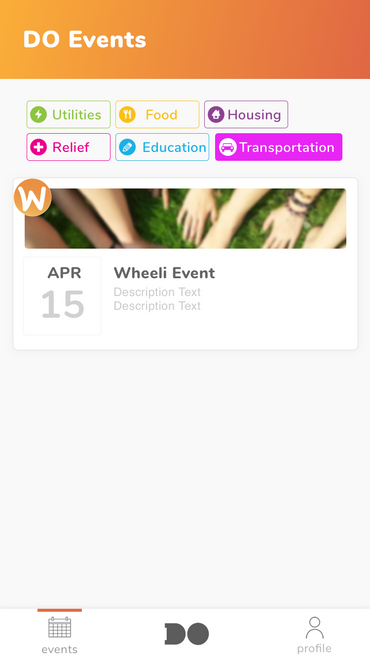 DO Events
Utilities Food Housing
Relief Education Transportation
W
APR
15
Wheeli Event
Description Text
Description Text
events
DO
profile